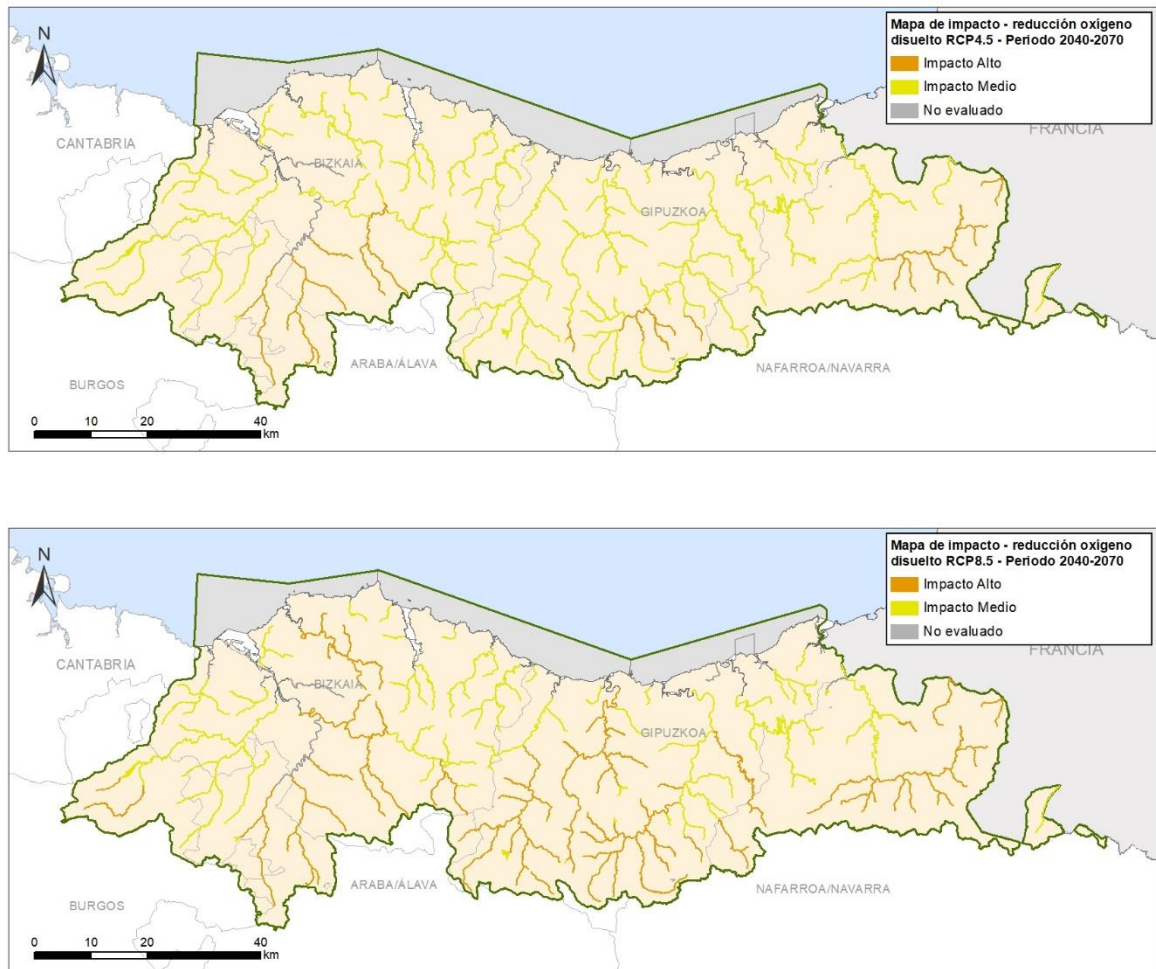 Mapa de impacto - reducción oxígeno
disuelto RCP4.5 - Periodo 2040-2070
Impacto Alto
Impacto Medio
No evaluado
N
FRANCIA
CANTABRIA
BIZKAIA
GIPUZKOA
ARABA/ÁLAVA
NAFARROA/NAVARRA
BURGOS
0 10 20 40
km
Mapa de impacto - reducción oxígeno
disuelto RCP8.5 - Periodo 2040-2070
Impacto Alto
Impacto Medio
No evaluado
N
FRANCIA
CANTABRIA
BIZKAIA
GIPUZKOA
ARABA/ÁLAVA
NAFARROA/NAVARRA
BURGOS
0 10 20 40
km